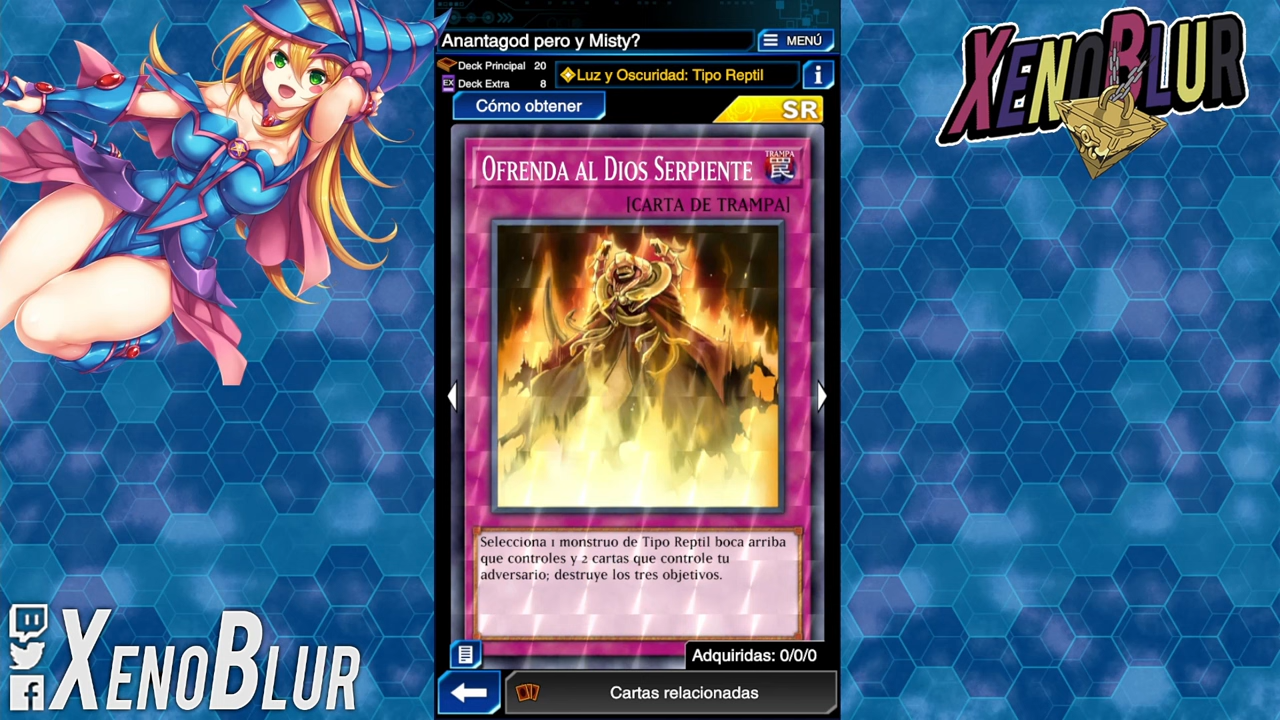 Anantagod pero y Misty?
MENÚ
Deck Principal 20
EX Deck Extra 8
Luz y Oscuridad: Tipo Reptil
i
Cómo obtener
SR
OFRENDA AL DIOS SERPIENTE
TRAMPA
罠
[CARTA DE TRAMPA]
Selecciona 1 monstruo de Tipo Reptil boca arriba
que controles y 2 cartas que controle tu
adversario; destruye los tres objetivos.
Adquiridas: 0/0/0
Cartas relacionadas
XENOBLUR
XENOBLUR